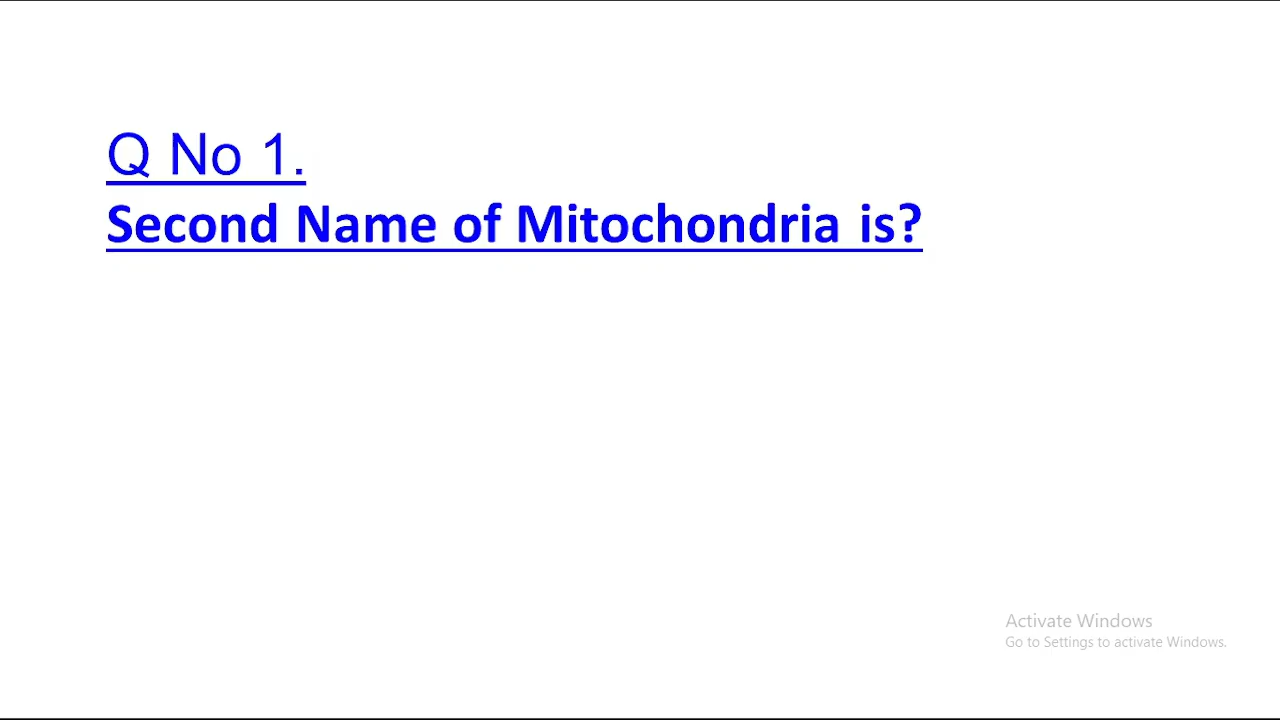 Q No 1.
Second Name of Mitochondria is?
Activate Windows
Go to Settings to activate Windows.